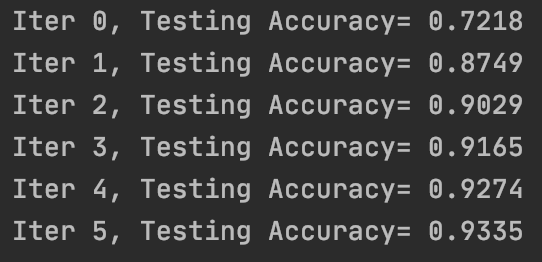 Iter 0, Testing Accuracy= 0.7218
Iter 1, Testing Accuracy= 0.8749
Iter 2, Testing Accuracy= 0.9029
Iter 3, Testing Accuracy= 0.9165
Iter 4, Testing Accuracy= 0.9274
Iter 5, Testing Accuracy= 0.9335